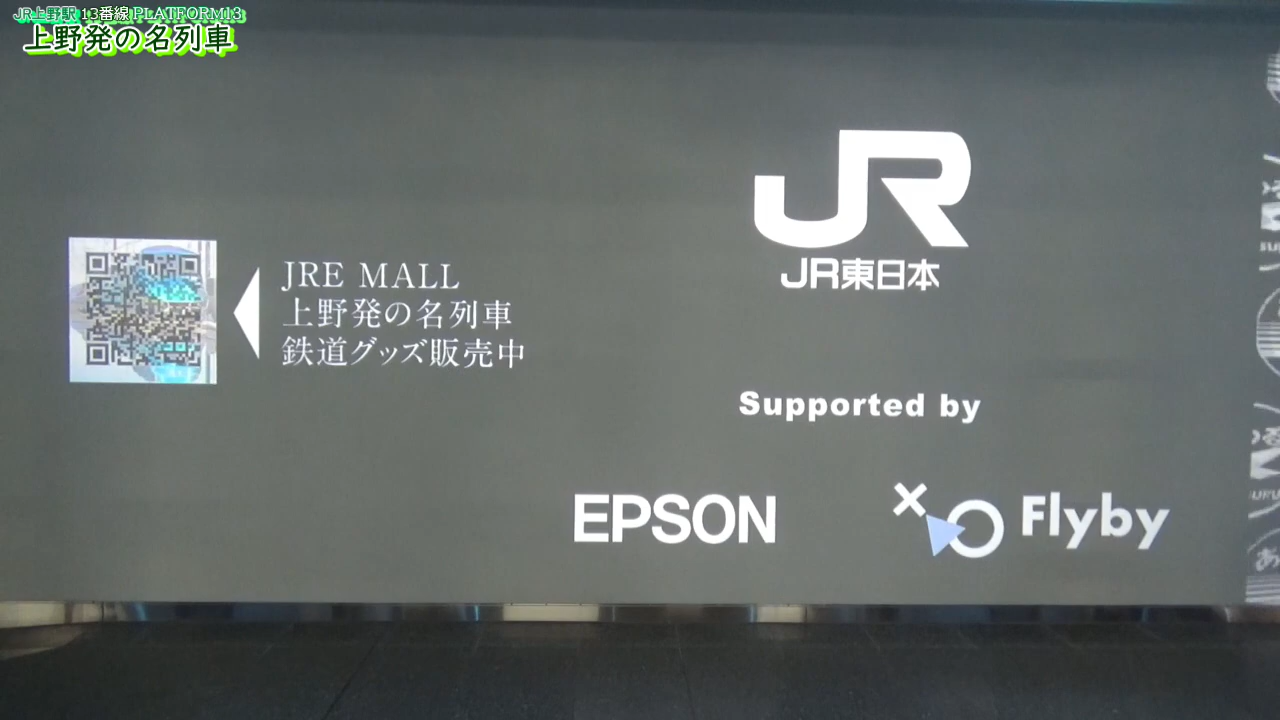 JR上野駅 13番線 PLATFORM13
上野発の名列車
JR
JR東日本
JRE MALL
上野発の名列車
鉄道グッズ販売中
Supported by
EPSON
Flyby